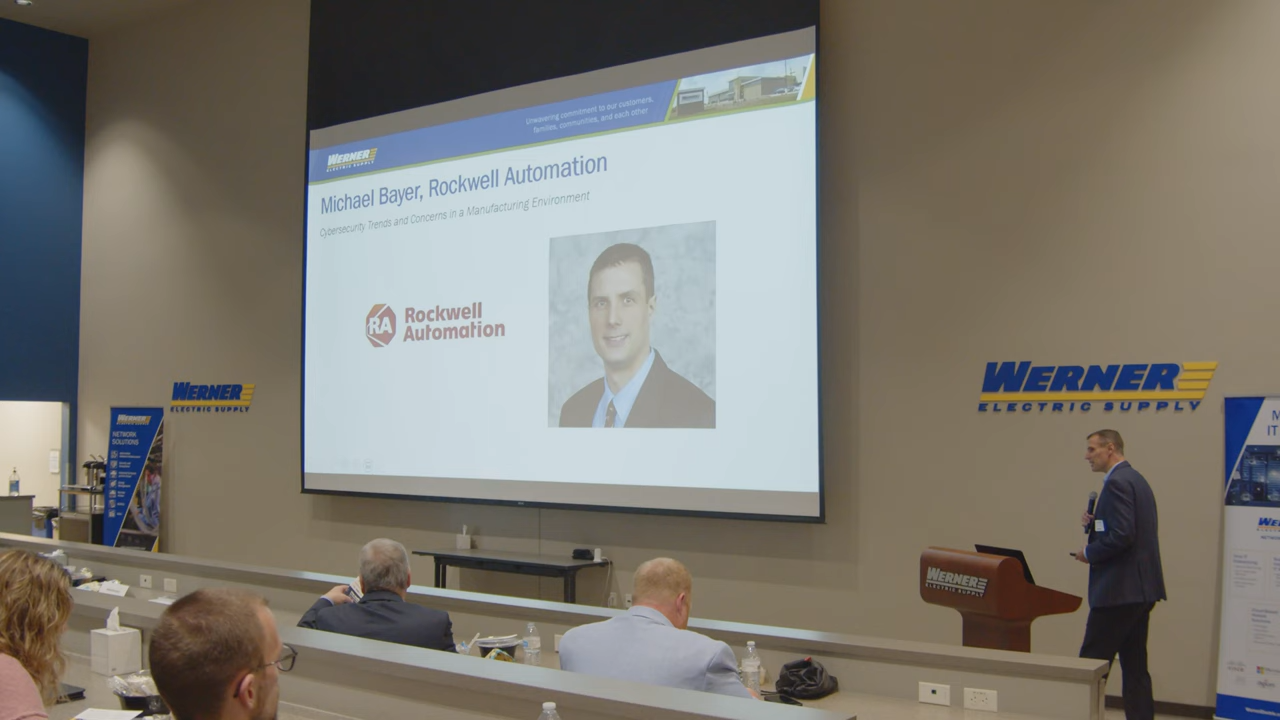 Unwavering commitment to our customers,
families, communities, and each other
WERNER
ELECTRIC SUPPLY
Michael Bayer, Rockwell Automation
Cybersecurity Trends and Concerns in a Manufacturing Environment
RA Rockwell
Automation
WERNER
ELECTRIC SUPPLY
WERNER
ELECTRIC SUPPLY
WERNER
NETWORK
SOLUTIONS
WERNER
ELECTRIC SUPPLY
M
IT
WE